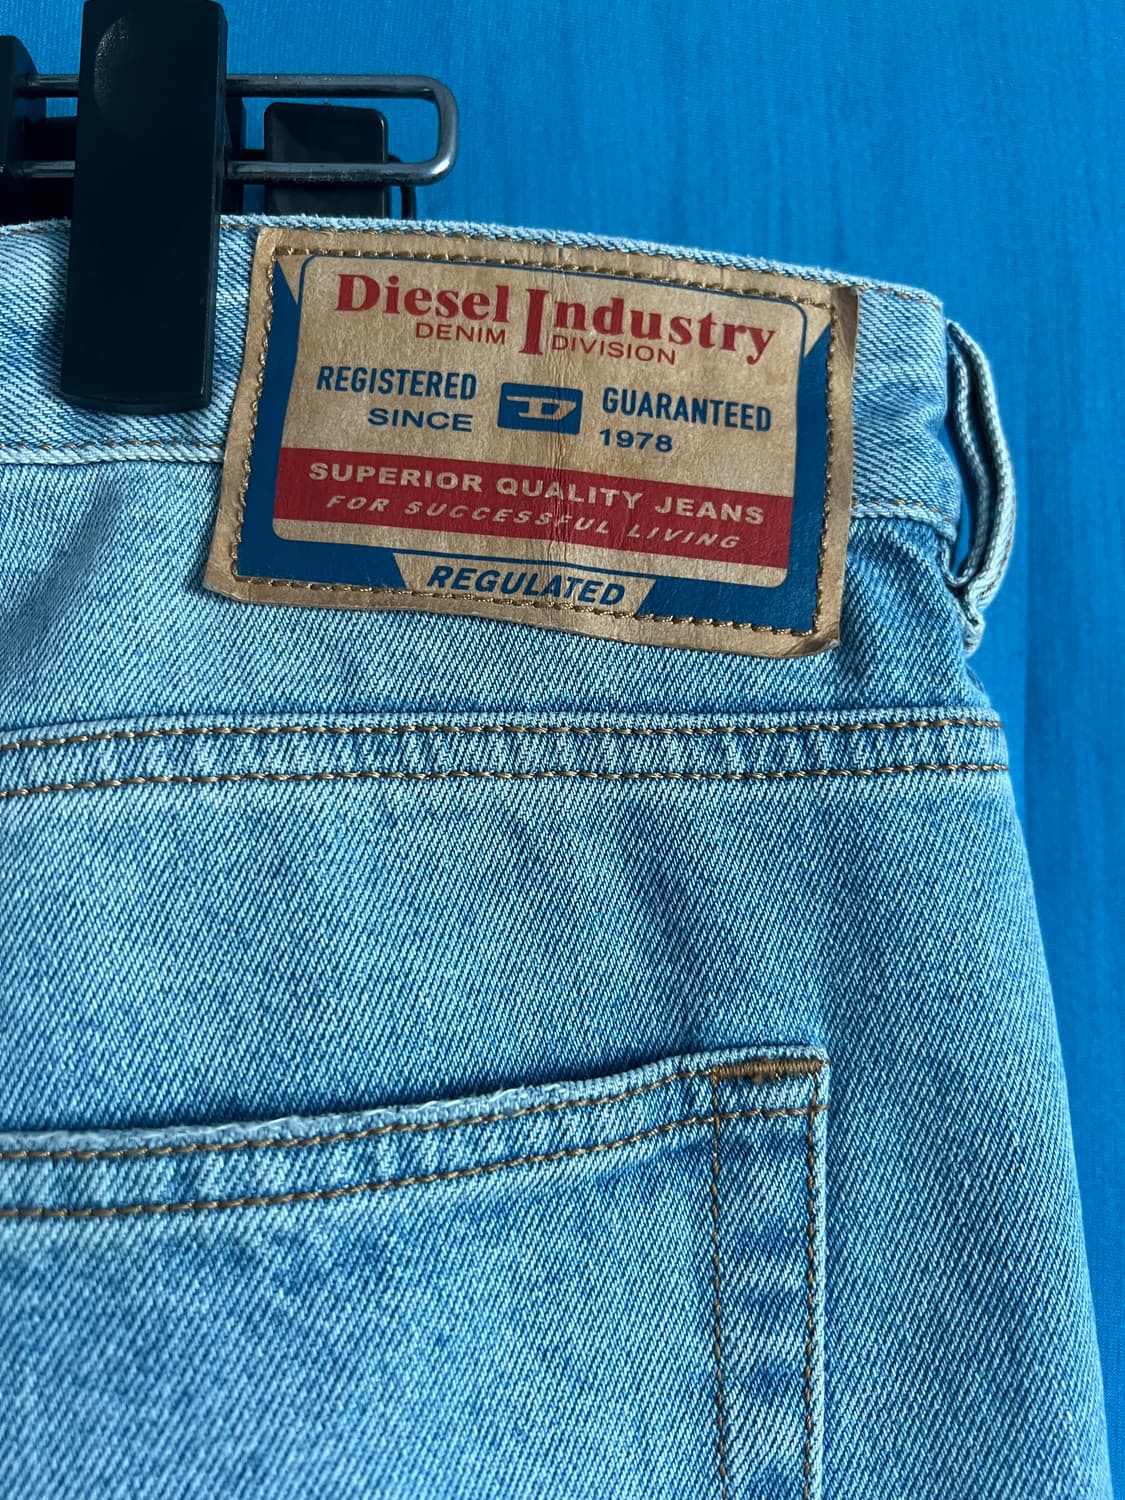 Diesel Industry
DENIM DIVISION
REGISTERED D GUARANTEED
SINCE 1978
SUPERIOR QUALITY JEANS
FOR SUCCESSFUL LIVING
REGULATED